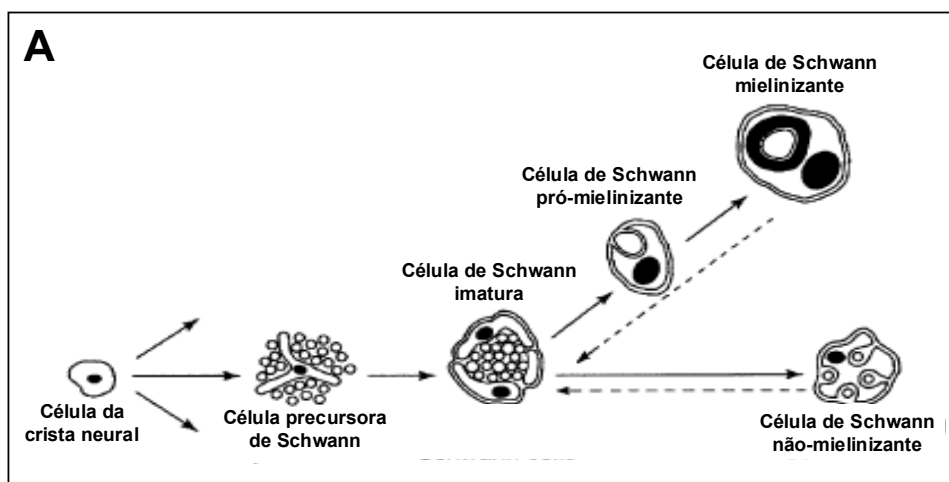 A
Célula de Schwann
mielinizante
Célula de Schwann
pró-mielinizante
Célula de Schwann
imatura
Célula da
crista neural
Célula precursora
de Schwann
Célula de Schwann
não-mielinizante